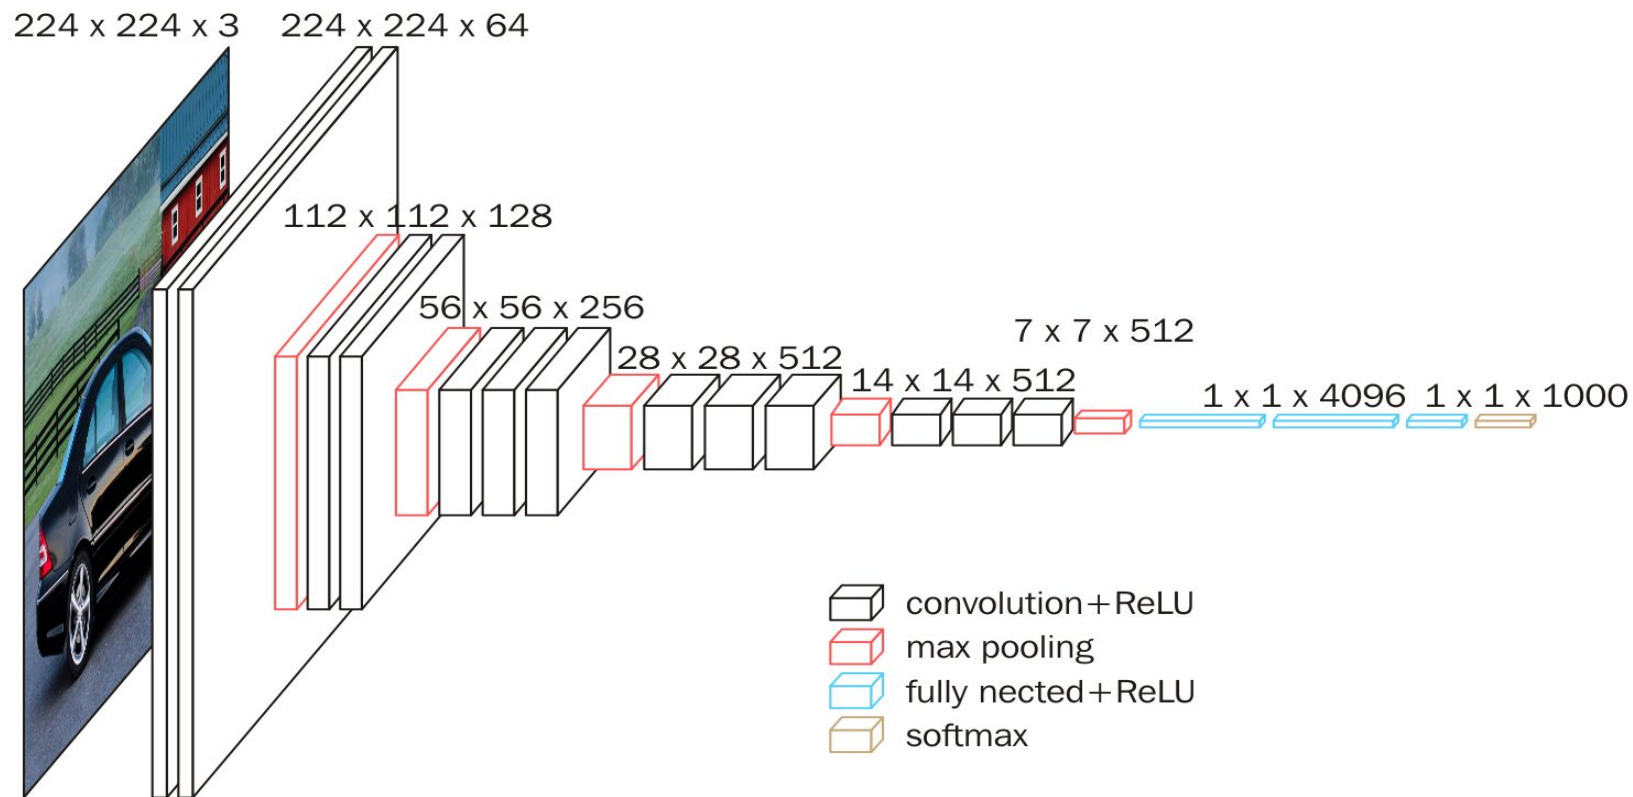 224 x 224 x 3
224 x 224 x 64
112 x 112 x 128
56 x 56 x 256
28 x 28 x 512
14 x 14 x 512
7 x 7 x 512
1 x 1 x 4096
1 x 1 x 1000
convolution+ReLU
max pooling
fully nected+ReLU
softmax